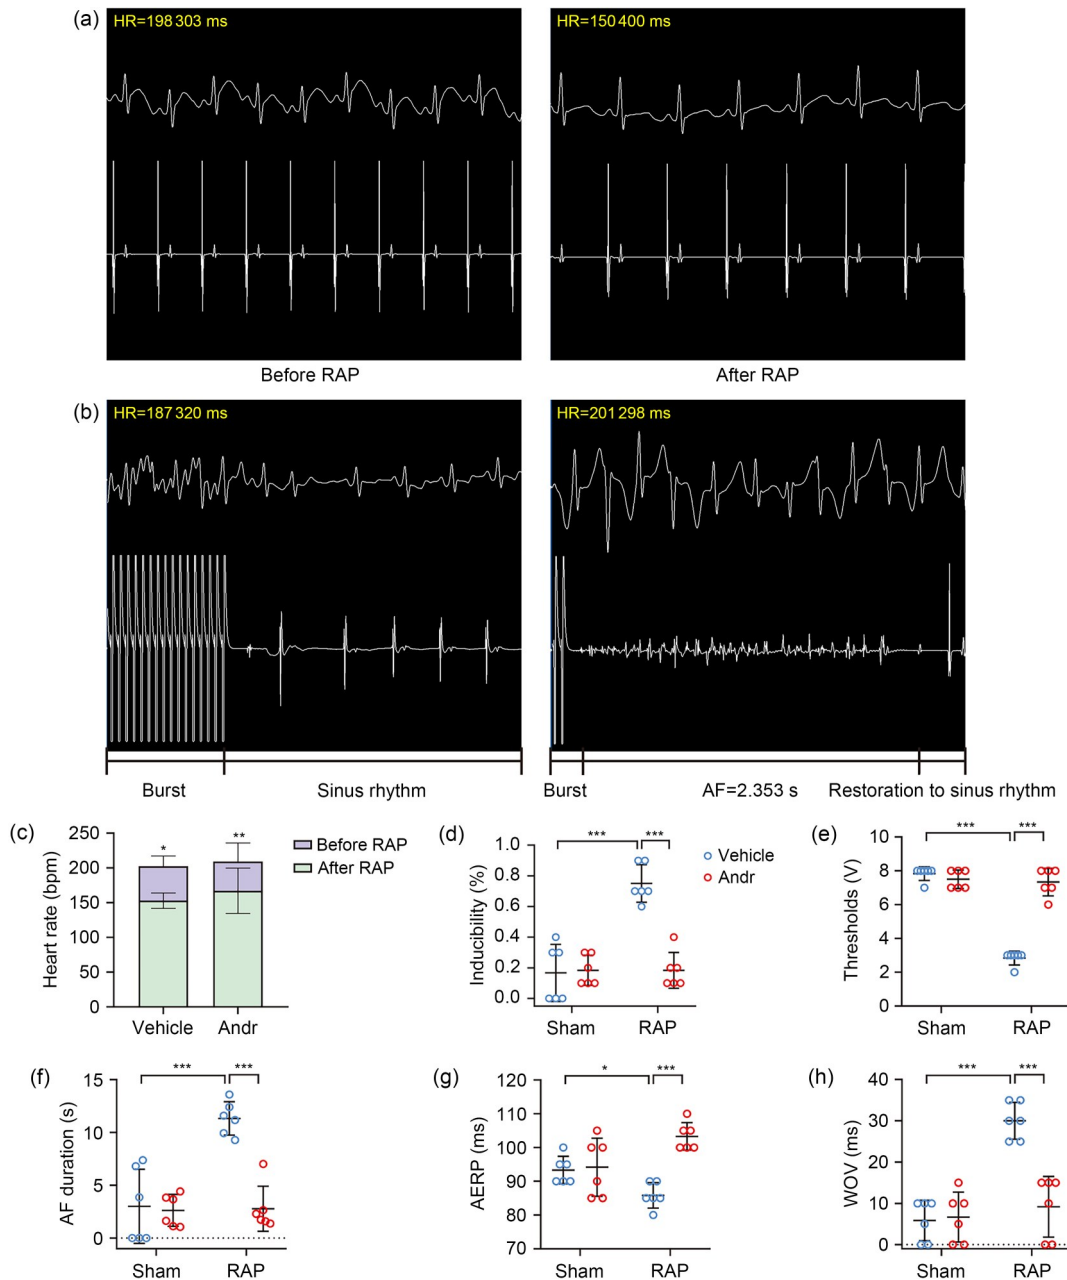 (a)
HR=198 303 ms
HR=150 400 ms
Before RAP
After RAP
(b)
HR=187 320 ms
HR=201 298 ms
Burst
Sinus rhythm
Burst
AF=2.353 s
Restoration to sinus rhythm
(c)
Heart rate (bpm)
250
200
150
100
50
0
*
**
Vehicle
Andr
Before RAP
After RAP
(d)
Inducibility (%)
1.0
0.8
0.6
0.4
0.2
0.0
***
***
Sham
RAP
Vehicle
Andr
(e)
Thresholds (V)
10
8
6
4
2
0
***
***
Sham
RAP
(f)
AF duration (s)
15
10
5
0
***
***
Sham
RAP
(g)
AERP (ms)
120
110
100
90
80
70
*
***
Sham
RAP
(h)
WOV (ms)
40
30
20
10
0
***
***
Sham
RAP